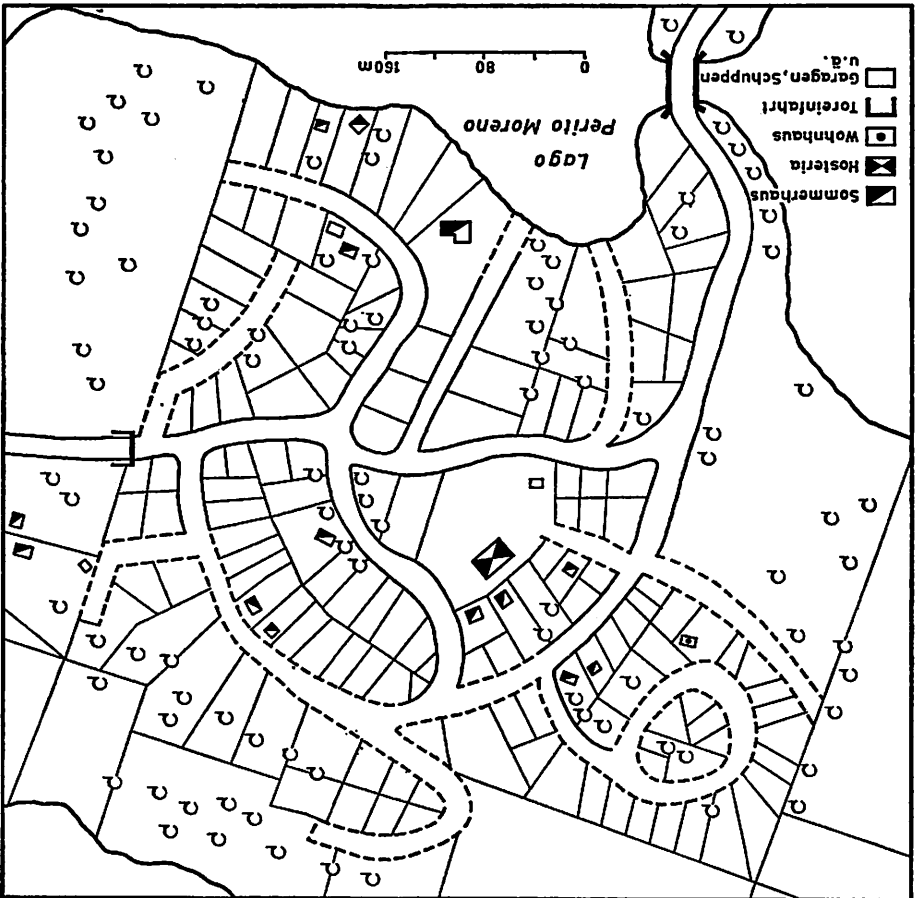 Sommerhaus
Hosteria
Wohnhaus
Toreinfahrt
Garagen, Schuppen
u.ä.
Lago
Perito Moreno
0 80 160m